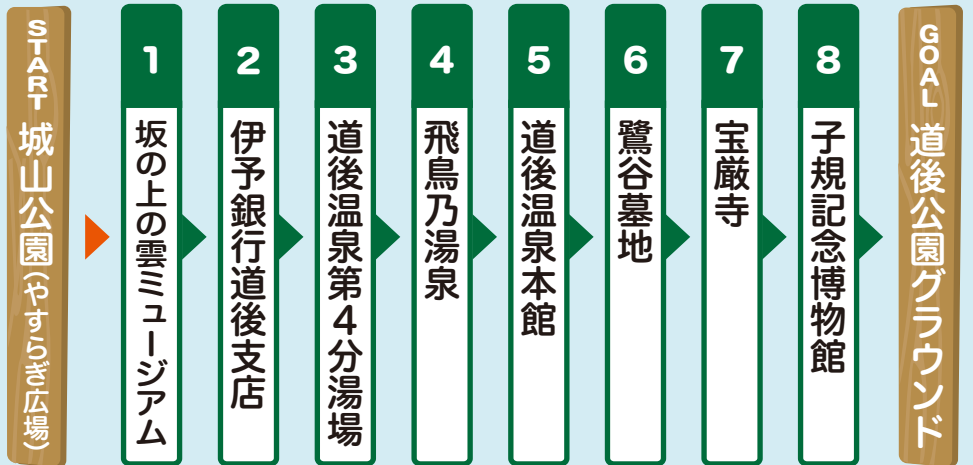 START 城山公園(やすらぎ広場)
1
坂の上の雲ミュージアム
2
伊予銀行道後支店
3
道後温泉第4分湯場
4
飛鳥乃湯泉
5
道後温泉本館
6
鷺谷墓地
7
宝厳寺
8
子規記念博物館
GOAL 道後公園グラウンド